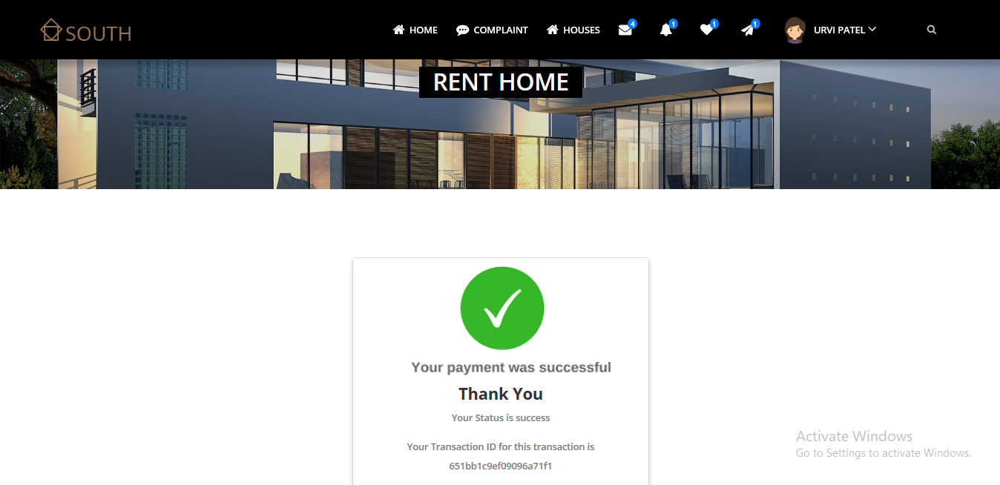 SOUTH
HOME COMPLAINT HOUSES 4 1 1 1 URVI PATEL
RENT HOME
Your payment was successful
Thank You
Your Status is success
Your Transaction ID for this transaction is
651bb1c9ef09096a71f1
Activate Windows
Go to Settings to activate Windows.